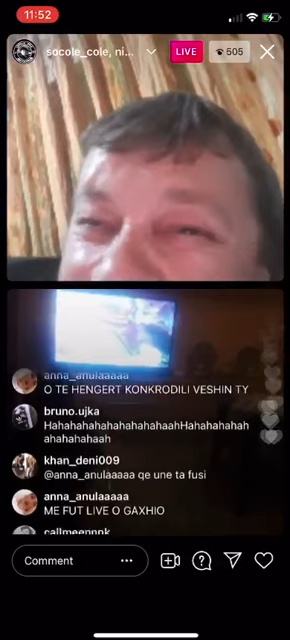 11:52
socole_cole, ni...
LIVE
505
anna_anulaaaaa
O TE HENGERT KONKRODILI VESHIN TY
bruno.ujka
HahahahahahahahahaahHahahahahah
ahahahahaah
khan_deni009
@anna_anulaaaaa qe une ta fusi
anna_anulaaaaa
ME FUT LIVE O GAXHIO
callmeennnk
Comment